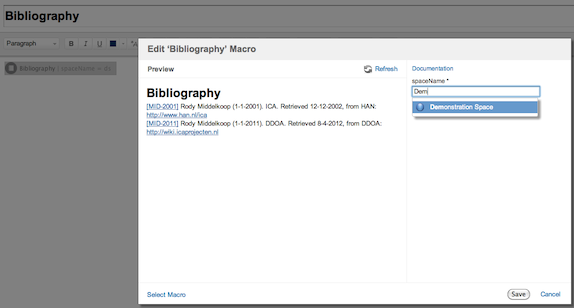 Bibliography
Paragraph B I U
Bibliography | spaceName = ds
Edit 'Bibliography' Macro
Preview
Refresh
Documentation
spaceName *
Dem
Demonstration Space
Bibliography
[MID-2001] Rody Middelkoop (1-1-2001). ICA. Retrieved 12-12-2002, from HAN:
http://www.han.nl/ica
[MID-2011] Rody Middelkoop (1-1-2011). DDOA. Retrieved 8-4-2012, from DDOA:
http://wiki.icaprojecten.nl
Select Macro
Save
Cancel